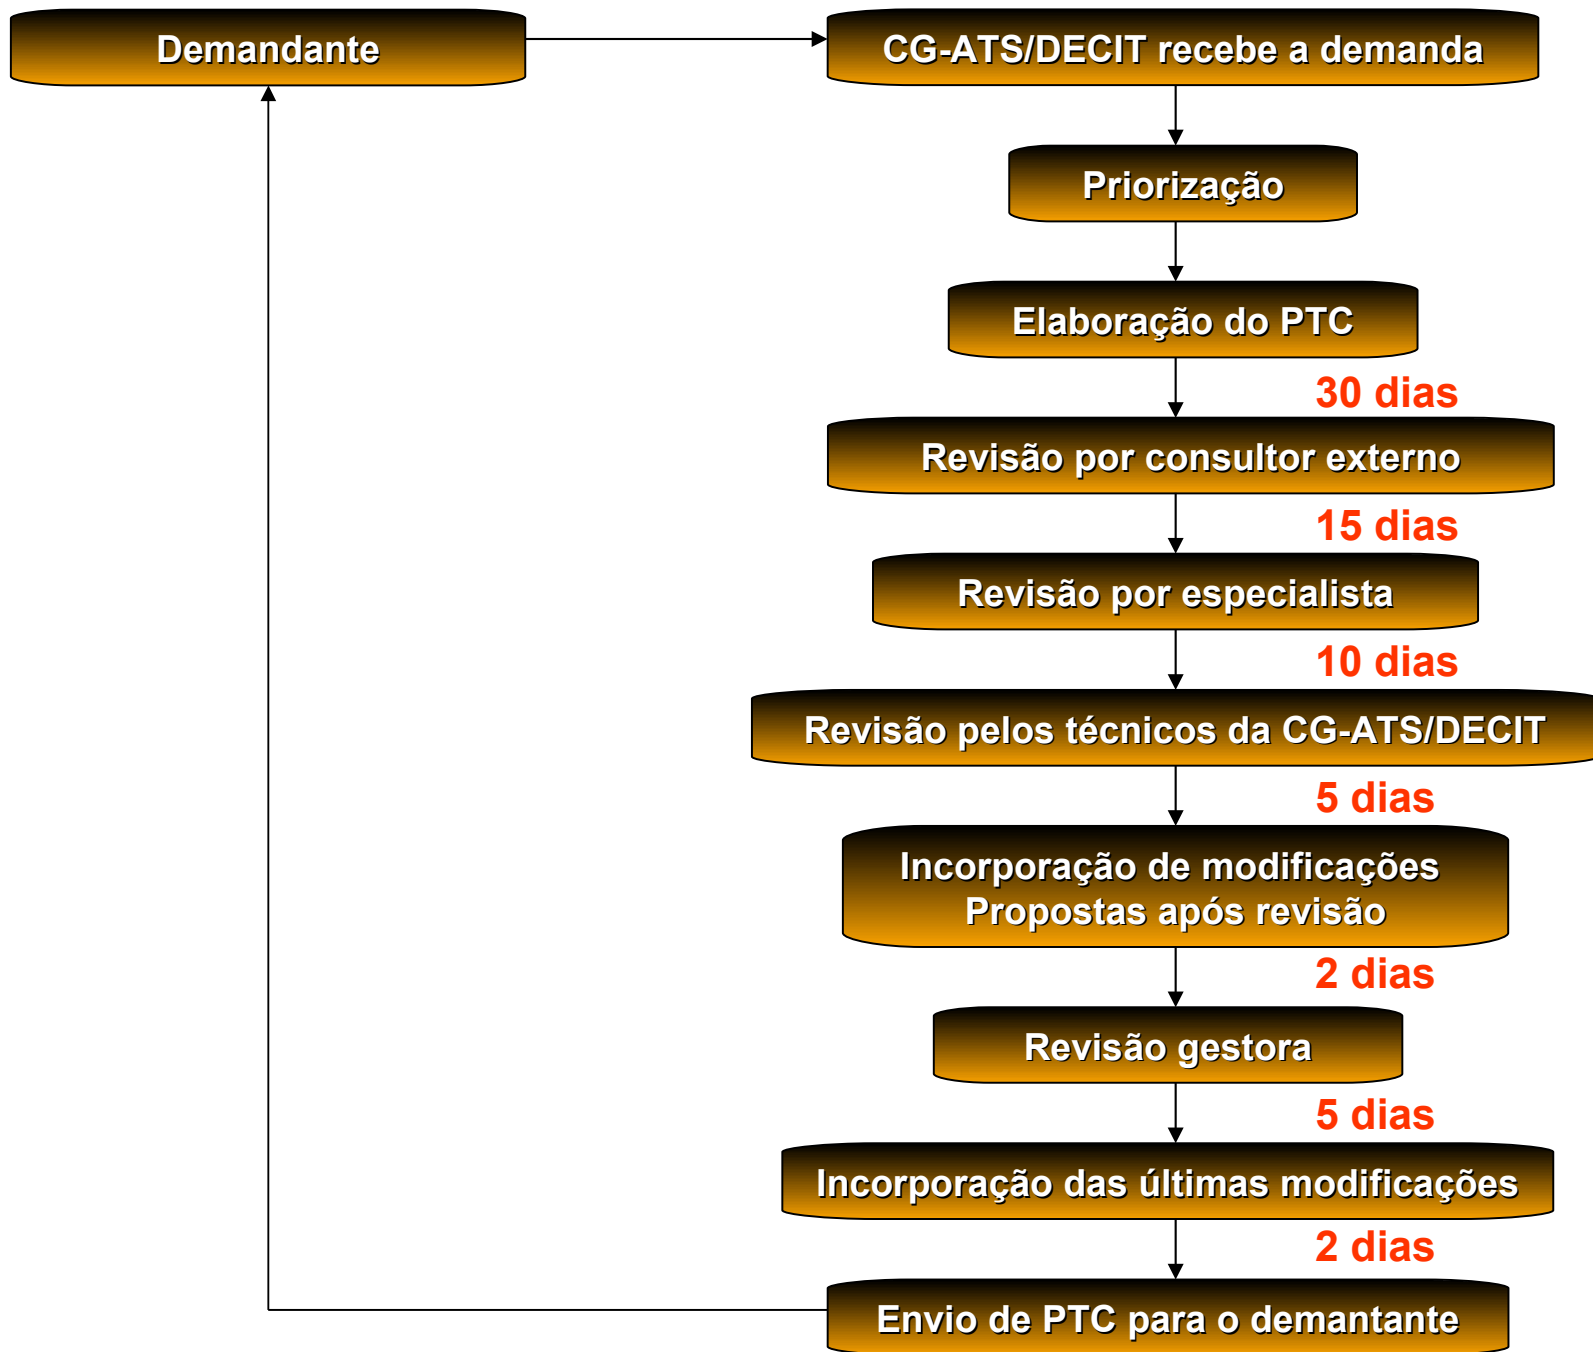 Demandante
CG-ATS/DECIT recebe a demanda
Priorização
Elaboração do PTC
30 dias
Revisão por consultor externo
15 dias
Revisão por especialista
10 dias
Revisão pelos técnicos da CG-ATS/DECIT
5 dias
Incorporação de modificações
Propostas após revisão
2 dias
Revisão gestora
5 dias
Incorporação das últimas modificações
2 dias
Envio de PTC para o demantante